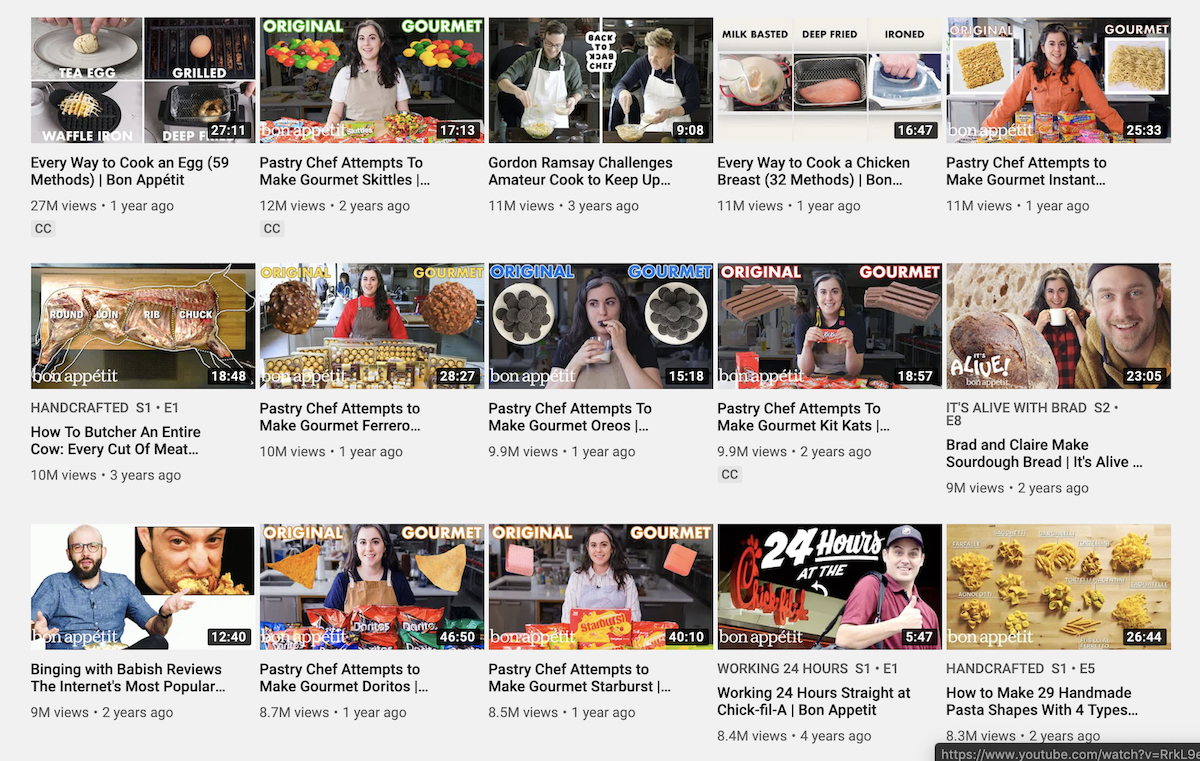 TEA EGG
GRILLED
WAFFLE IRON
27:11
Every Way to Cook an Egg (59
Methods) | Bon Appétit
27M views • 1 year ago
CC
ORIGINAL
GOURMET
bon appétit
Skittles
17:13
Pastry Chef Attempts To
Make Gourmet Skittles |...
12M views • 2 years ago
CC
BACK
TO
BACK
CHEF
9:08
Gordon Ramsay Challenges
Amateur Cook to Keep Up...
11M views • 3 years ago
MILK BASTED
DEEP FRIED
IRONED
16:47
Every Way to Cook a Chicken
Breast (32 Methods) | Bon...
11M views • 1 year ago
ORIGINAL
GOURMET
bon appétit
25:33
Pastry Chef Attempts to
Make Gourmet Instant...
11M views • 1 year ago
ROUND
LOIN
RIB
CHUCK
bon appétit
18:48
HANDCRAFTED S1 • E1
How To Butcher An Entire
Cow: Every Cut Of Meat...
10M views • 3 years ago
ORIGINAL
GOURMET
bon appétit
28:27
Pastry Chef Attempts to
Make Gourmet Ferrero...
10M views • 1 year ago
ORIGINAL
GOURMET
bon appétit
15:18
Pastry Chef Attempts To
Make Gourmet Oreos |...
9.9M views • 1 year ago
ORIGINAL
GOURMET
bon appétit
18:57
Pastry Chef Attempts To
Make Gourmet Kit Kats |...
9.9M views • 2 years ago
CC
IT'S
ALIVE!
bon appétit
23:05
IT'S ALIVE WITH BRAD S2 •
E8
Brad and Claire Make
Sourdough Bread | It's Alive ...
9M views • 2 years ago
bon appétit
12:40
Binging with Babish Reviews
The Internet's Most Popular...
9M views • 2 years ago
ORIGINAL
GOURMET
Doritos
bon appétit
46:50
Pastry Chef Attempts to
Make Gourmet Doritos |...
8.7M views • 1 year ago
ORIGINAL
GOURMET
Starburst
bon appétit
40:10
Pastry Chef Attempts to
Make Gourmet Starburst |...
8.5M views • 1 year ago
24 Hours
AT THE
bon appétit
5:47
WORKING 24 HOURS S1 • E1
Working 24 Hours Straight at
Chick-fil-A | Bon Appetit
8.4M views • 4 years ago
FARFALLE
AGNOLOTTI
bon appétit
26:44
HANDCRAFTED S1 • E5
How to Make 29 Handmade
Pasta Shapes With 4 Types...
8.3M views • 2 years ago